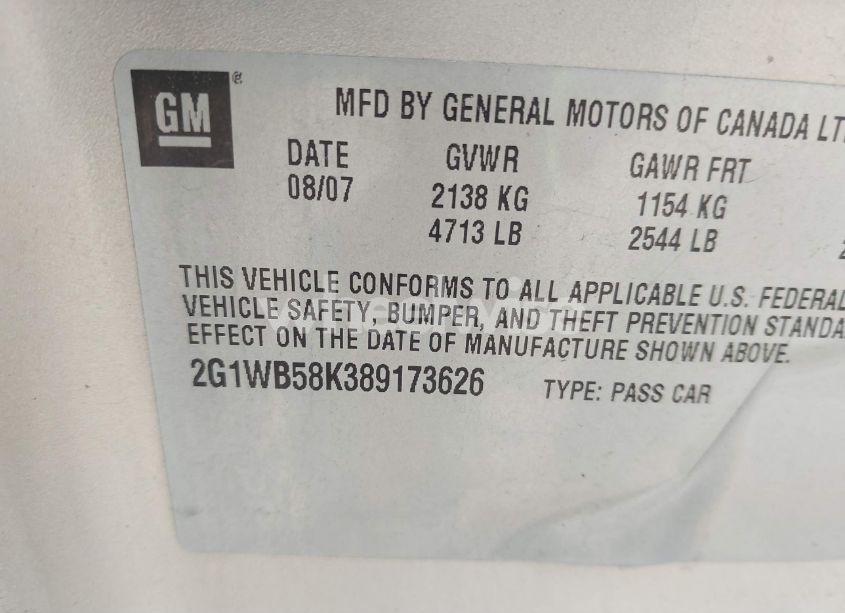 GM®
MFD BY GENERAL MOTORS OF CANADA LT
DATE GVWR GAWR FRT
08/07 2138 KG 1154 KG
4713 LB 2544 LB
THIS VEHICLE CONFORMS TO ALL APPLICABLE U.S. FEDERAL
VEHICLE SAFETY, BUMPER, AND THEFT PREVENTION STANDA
EFFECT ON THE DATE OF MANUFACTURE SHOWN ABOVE.
2G1WB58K389173626 TYPE: PASS CAR